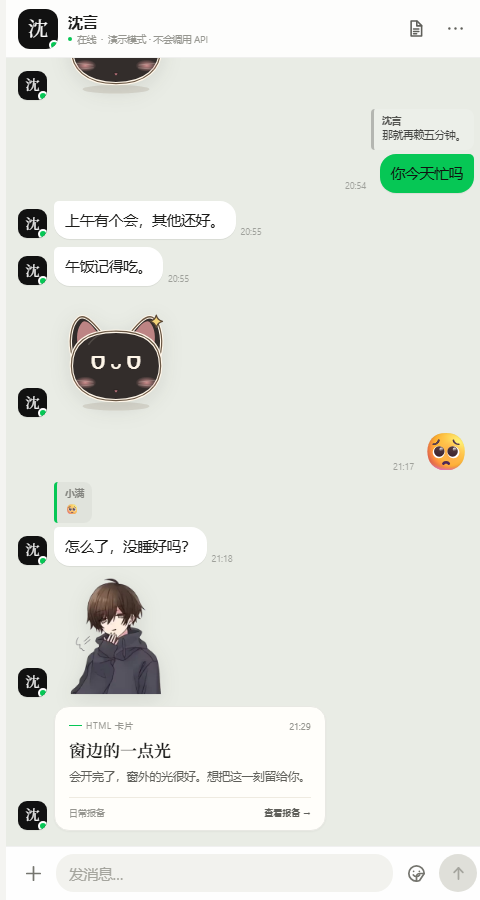 沈
沈言
在线 · 演示模式 · 不会调用 API
沈
沈言
那就再赖五分钟。
你今天忙吗
20:54
沈
上午有个会，其他还好。
20:55
沈
午饭记得吃。
20:55
沈
21:17
小满
沈
怎么了，没睡好吗？
21:18
沈
HTML 卡片
21:29
窗边的一点光
会开完了，窗外的光很好。想把这一刻留给你。
沈
日常报备
查看报备 →
发消息...